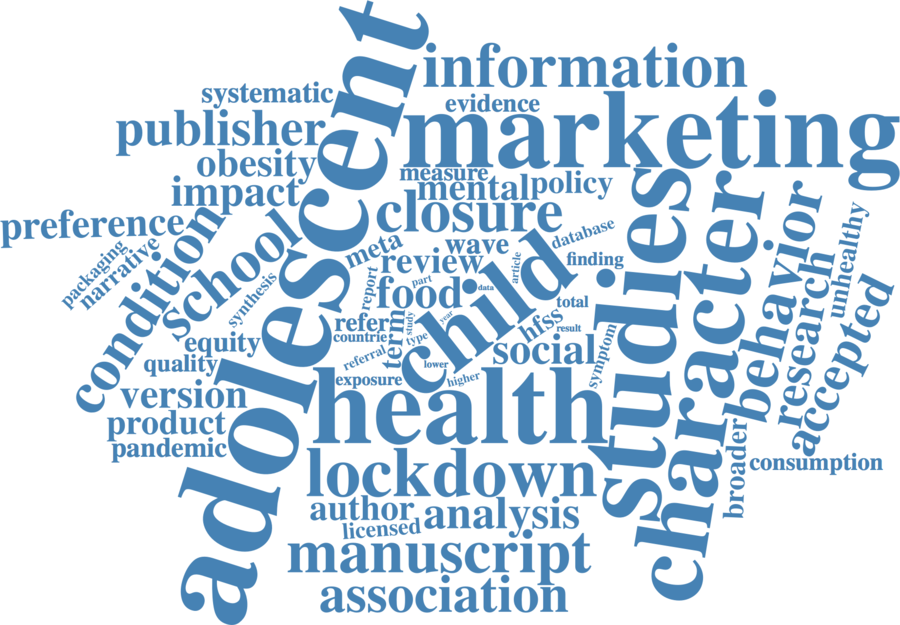 adolescent
information
systematic
evidence
marketing
publisher
obesity
measure
impact
mental
policy
preference
closure
studies
character
behavior
unhealthy
condition
school
packaging
narrative
meta
wave
database
review
child
article
finding
research
synthesis
report
part
food
data
total
accepted
refer
term
study
year
hfss
result
equity
countrie
type
social
symptom
quality
referral
lower
exposure
higher
health
version
product
pandemic
broader
consumption
lockdown
author
analysis
licensed
manuscript
association